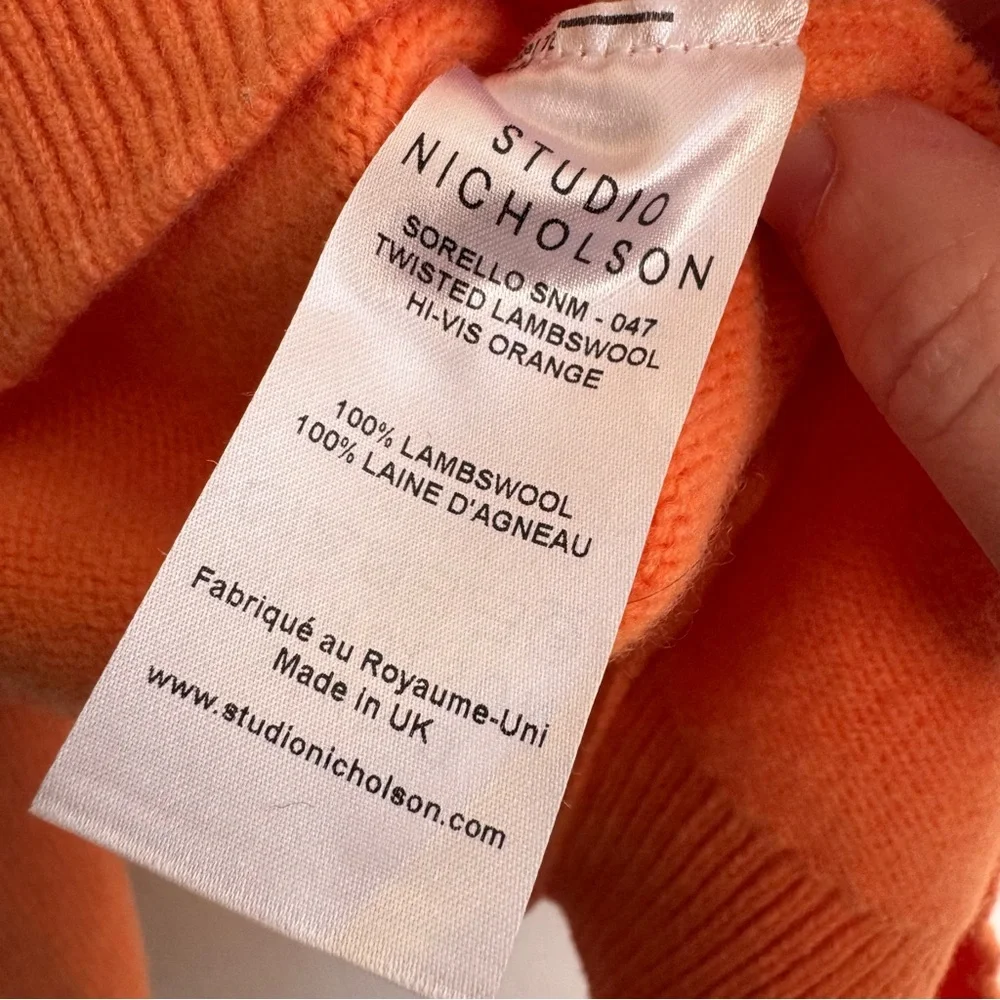 STUDIO
NICHOLSON
SORELLO SNM - 047
TWISTED LAMBSWOOL
HI-VIS ORANGE
100% LAMBSWOOL
100% LAINE D'AGNEAU
Fabriqué au Royaume-Uni
Made in UK
www.studionicholson.com